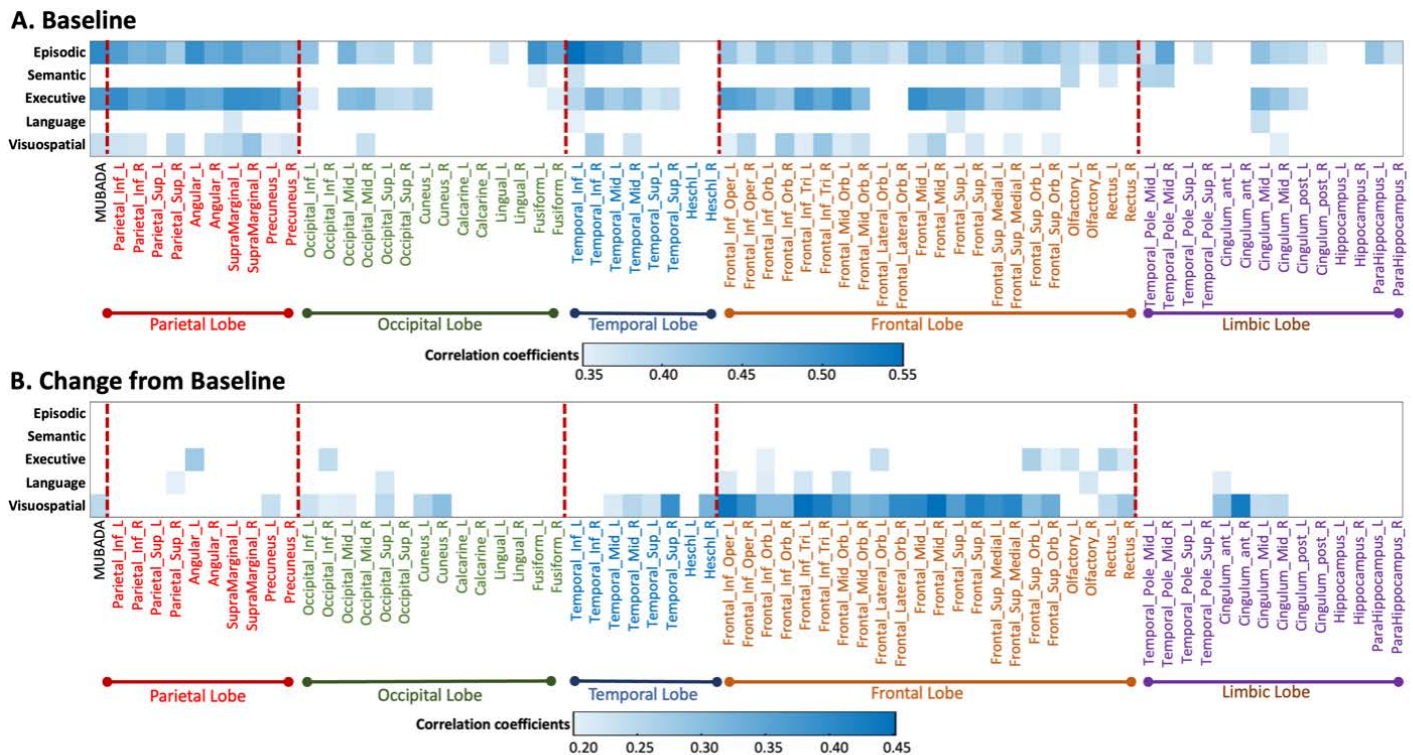 A. Baseline
Episodic
Semantic
Executive
Language
Visuospatial
MUBADA
Parietal_Inf_L
Parietal_Inf_R
Parietal_Sup_L
Parietal_Sup_R
Angular_L
Angular_R
SupraMarginal_L
SupraMarginal_R
Precuneus_L
Precuneus_R
Occipital_Inf_L
Occipital_Inf_R
Occipital_Mid_L
Occipital_Mid_R
Occipital_Sup_L
Occipital_Sup_R
Cuneus_L
Cuneus_R
Calcarine_L
Calcarine_R
Lingual_L
Lingual_R
Fusiform_L
Fusiform_R
Temporal_Inf_L
Temporal_Inf_R
Temporal_Mid_L
Temporal_Mid_R
Temporal_Sup_L
Temporal_Sup_R
Heschl_L
Heschl_R
Frontal_Inf_Oper_L
Frontal_Inf_Oper_R
Frontal_Inf_Orb_L
Frontal_Inf_Orb_R
Frontal_Inf_Tri_L
Frontal_Inf_Tri_R
Frontal_Mid_Orb_L
Frontal_Mid_Orb_R
Frontal_Lateral_Orb_L
Frontal_Lateral_Orb_R
Frontal_Mid_L
Frontal_Mid_R
Frontal_Sup_L
Frontal_Sup_R
Frontal_Sup_Medial_L
Frontal_Sup_Medial_R
Frontal_Sup_Orb_L
Frontal_Sup_Orb_R
Olfactory_L
Olfactory_R
Rectus_L
Rectus_R
Temporal_Pole_Mid_L
Temporal_Pole_Mid_R
Temporal_Pole_Sup_L
Temporal_Pole_Sup_R
Cingulum_ant_L
Cingulum_ant_R
Cingulum_Mid_L
Cingulum_Mid_R
Cingulum_post_L
Cingulum_post_R
Hippocampus_L
Hippocampus_R
ParaHippocampus_L
ParaHippocampus_R
Parietal Lobe
Occipital Lobe
Temporal Lobe
Frontal Lobe
Limbic Lobe
Correlation coefficients
0.35 0.40 0.45 0.50 0.55
B. Change from Baseline
Episodic
Semantic
Executive
Language
Visuospatial
MUBADA
Parietal_Inf_L
Parietal_Inf_R
Parietal_Sup_L
Parietal_Sup_R
Angular_L
Angular_R
SupraMarginal_L
SupraMarginal_R
Precuneus_L
Precuneus_R
Occipital_Inf_L
Occipital_Inf_R
Occipital_Mid_L
Occipital_Mid_R
Occipital_Sup_L
Occipital_Sup_R
Cuneus_L
Cuneus_R
Calcarine_L
Calcarine_R
Lingual_L
Lingual_R
Fusiform_L
Fusiform_R
Temporal_Inf_L
Temporal_Inf_R
Temporal_Mid_L
Temporal_Mid_R
Temporal_Sup_L
Temporal_Sup_R
Heschl_L
Heschl_R
Frontal_Inf_Oper_L
Frontal_Inf_Oper_R
Frontal_Inf_Orb_L
Frontal_Inf_Orb_R
Frontal_Inf_Tri_L
Frontal_Inf_Tri_R
Frontal_Mid_Orb_L
Frontal_Mid_Orb_R
Frontal_Lateral_Orb_L
Frontal_Lateral_Orb_R
Frontal_Mid_L
Frontal_Mid_R
Frontal_Sup_L
Frontal_Sup_R
Frontal_Sup_Medial_L
Frontal_Sup_Medial_R
Frontal_Sup_Orb_L
Frontal_Sup_Orb_R
Olfactory_L
Olfactory_R
Rectus_L
Rectus_R
Temporal_Pole_Mid_L
Temporal_Pole_Mid_R
Temporal_Pole_Sup_L
Temporal_Pole_Sup_R
Cingulum_ant_L
Cingulum_ant_R
Cingulum_Mid_L
Cingulum_Mid_R
Cingulum_post_L
Cingulum_post_R
Hippocampus_L
Hippocampus_R
ParaHippocampus_L
ParaHippocampus_R
Parietal Lobe
Occipital Lobe
Temporal Lobe
Frontal Lobe
Limbic Lobe
Correlation coefficients
0.20 0.25 0.30 0.35 0.40 0.45